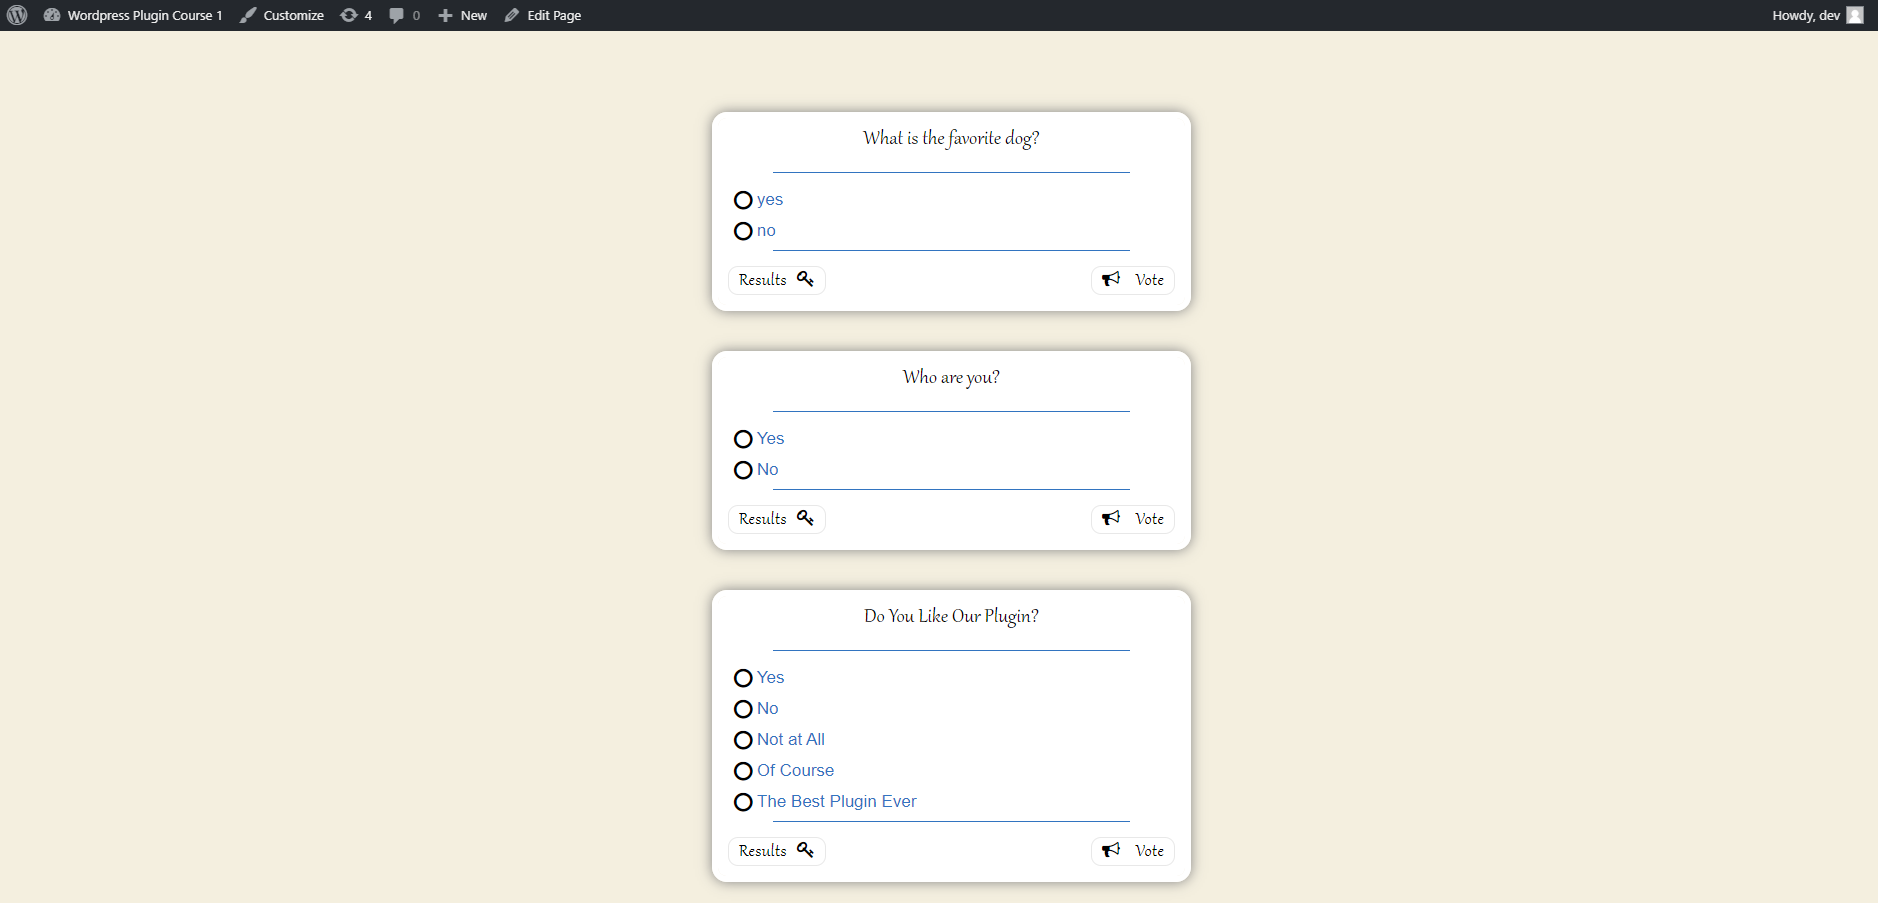 Wordpress Plugin Course 1 Customize 4 0 New Edit Page Howdy, dev
What is the favorite dog?
yes
no
Results Vote
Who are you?
Yes
No
Results Vote
Do You Like Our Plugin?
Yes
No
Not at All
Of Course
The Best Plugin Ever
Results Vote